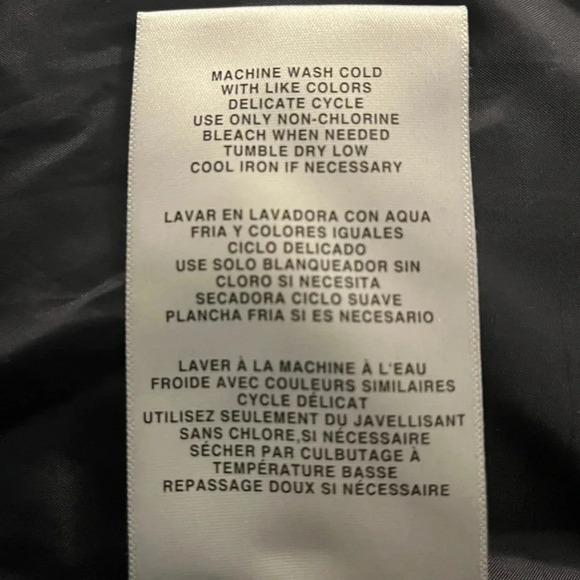 MACHINE WASH COLD
WITH LIKE COLORS
DELICATE CYCLE
USE ONLY NON-CHLORINE
BLEACH WHEN NEEDED
TUMBLE DRY LOW
COOL IRON IF NECESSARY
LAVAR EN LAVADORA CON AQUA
FRIA Y COLORES IGUALES
CICLO DELICADO
USE SOLO BLANQUEADOR SIN
CLORO SI NECESITA
SECADORA CICLO SUAVE
PLANCHA FRIA SI ES NECESARIO
LAVER À LA MACHINE À L'EAU
FROIDE AVEC COULEURS SIMILAIRES
CYCLE DÉLICAT
UTILISEZ SEULEMENT DU JAVELLISANT
SANS CHLORE,SI NÉCESSAIRE
SÉCHER PAR CULBUTAGE À
TEMPÉRATURE BASSE
REPASSAGE DOUX SI NÉCESSAIRE